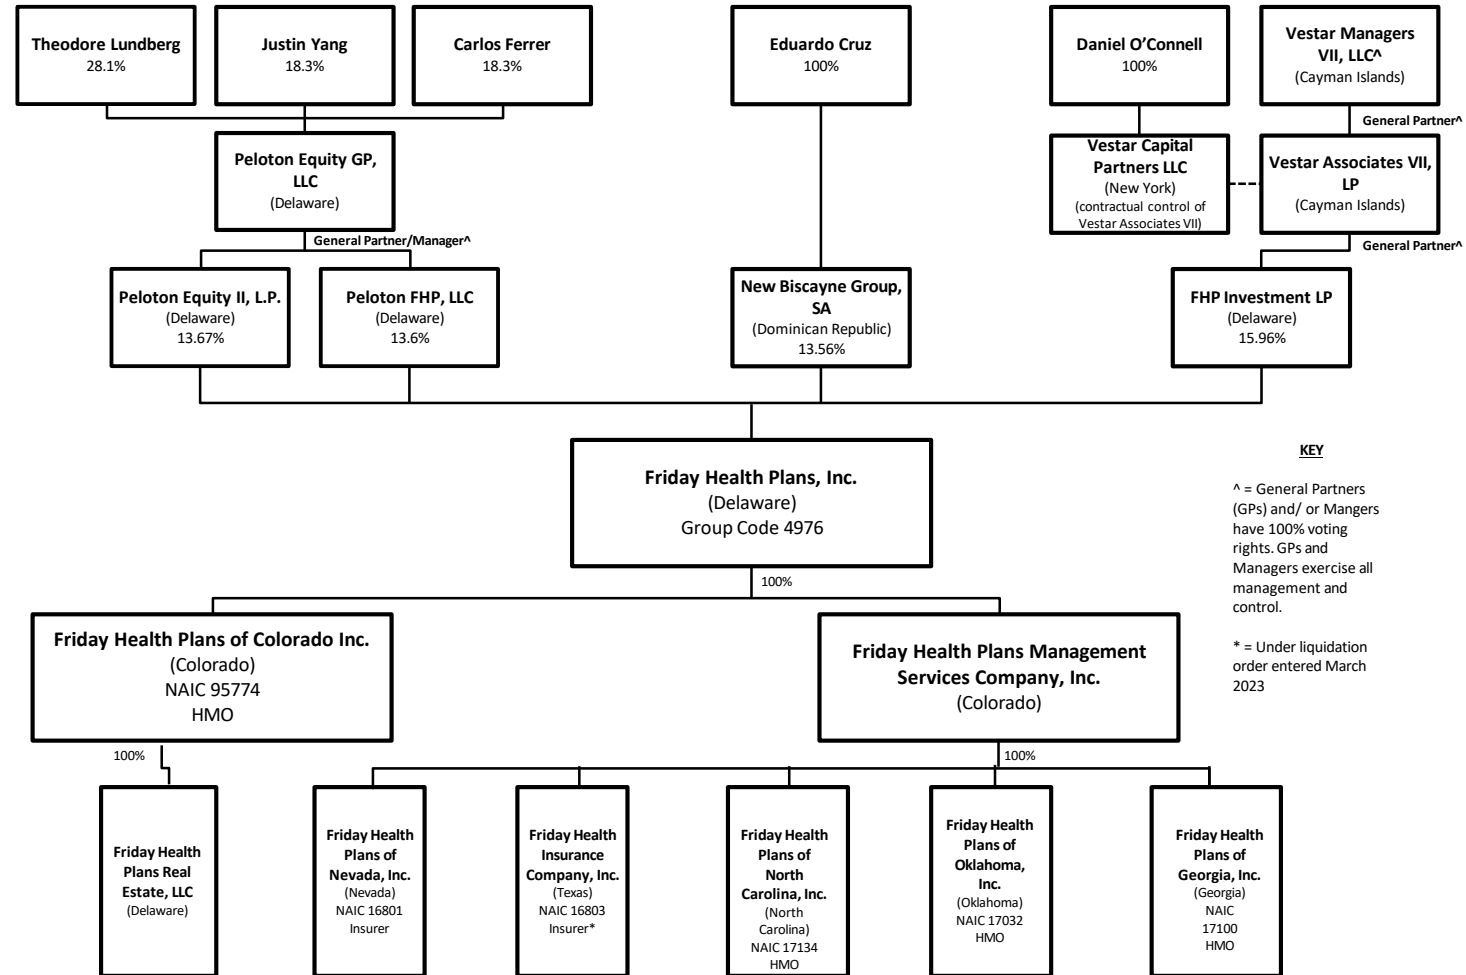 Theodore Lundberg
28.1%
Justin Yang
18.3%
Carlos Ferrer
18.3%
Eduardo Cruz
100%
Daniel O’Connell
100%
Vestar Managers
VII, LLC^
(Cayman Islands)
General Partner^
Peloton Equity GP,
LLC
(Delaware)
Vestar Capital
Partners LLC
(New York)
(contractual control of
Vestar Associates VII)
Vestar Associates VII,
LP
(Cayman Islands)
General Partner/Manager^
General Partner^
Peloton Equity II, L.P.
(Delaware)
13.67%
Peloton FHP, LLC
(Delaware)
13.6%
New Biscayne Group,
SA
(Dominican Republic)
13.56%
FHP Investment LP
(Delaware)
15.96%
Friday Health Plans, Inc.
(Delaware)
Group Code 4976
100%
KEY
^ = General Partners
(GPs) and/ or Mangers
have 100% voting
rights. GPs and
Managers exercise all
management and
control.
* = Under liquidation
order entered March
2023
Friday Health Plans of Colorado Inc.
(Colorado)
NAIC 95774
HMO
Friday Health Plans Management
Services Company, Inc.
(Colorado)
100%
100%
Friday Health
Plans Real
Estate, LLC
(Delaware)
Friday Health
Plans of
Nevada, Inc.
(Nevada)
NAIC 16801
Insurer
Friday Health
Insurance
Company, Inc.
(Texas)
NAIC 16803
Insurer*
Friday Health
Plans of
North
Carolina, Inc.
(North
Carolina)
NAIC 17134
HMO
Friday Health
Plans of
Oklahoma,
Inc.
(Oklahoma)
NAIC 17032
HMO
Friday Health
Plans of
Georgia, Inc.
(Georgia)
NAIC
17100
HMO